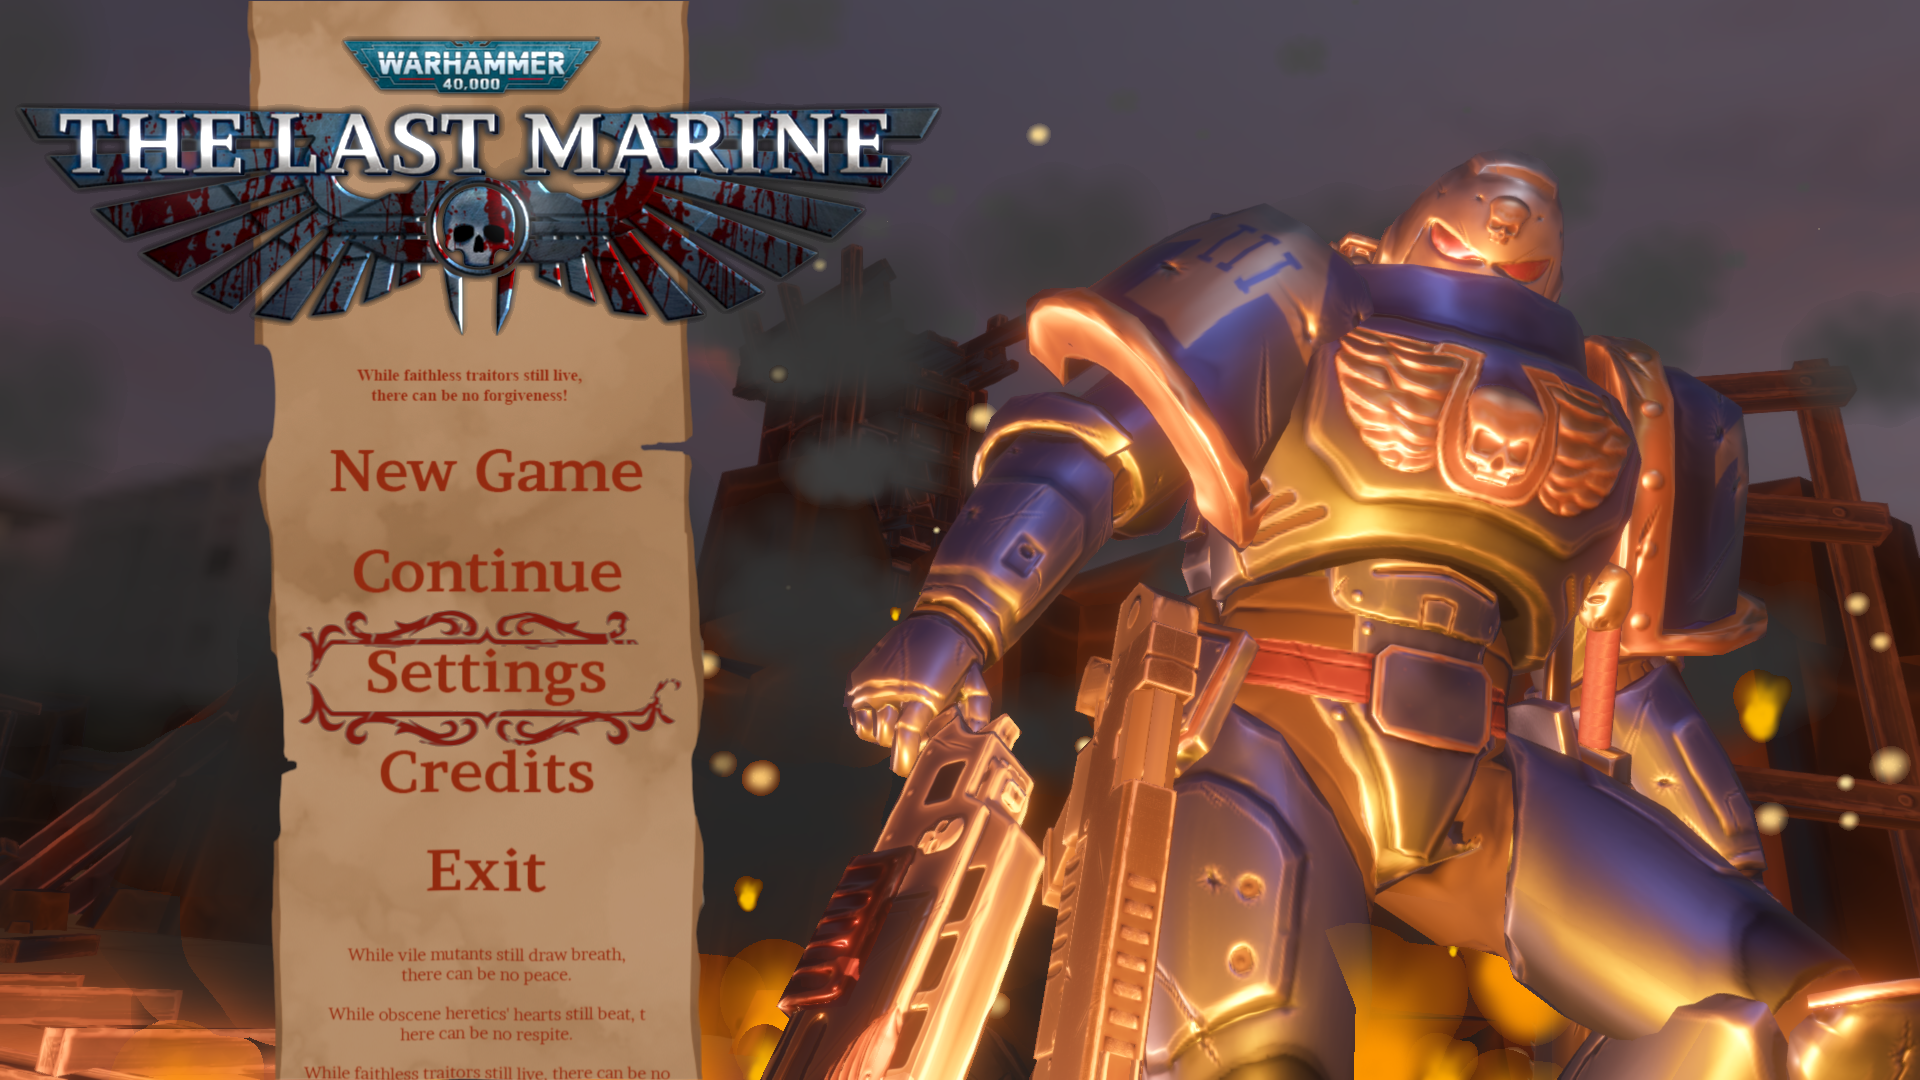 WARHAMMER
40,000
THE LAST MARINE
While faithless traitors still live,
there can be no forgiveness!
New Game
Continue
Settings
Credits
Exit
While vile mutants still draw breath,
there can be no peace.
While obscene heretics' hearts still beat, t
here can be no respite.
While faithless traitors still live, there can be no
III